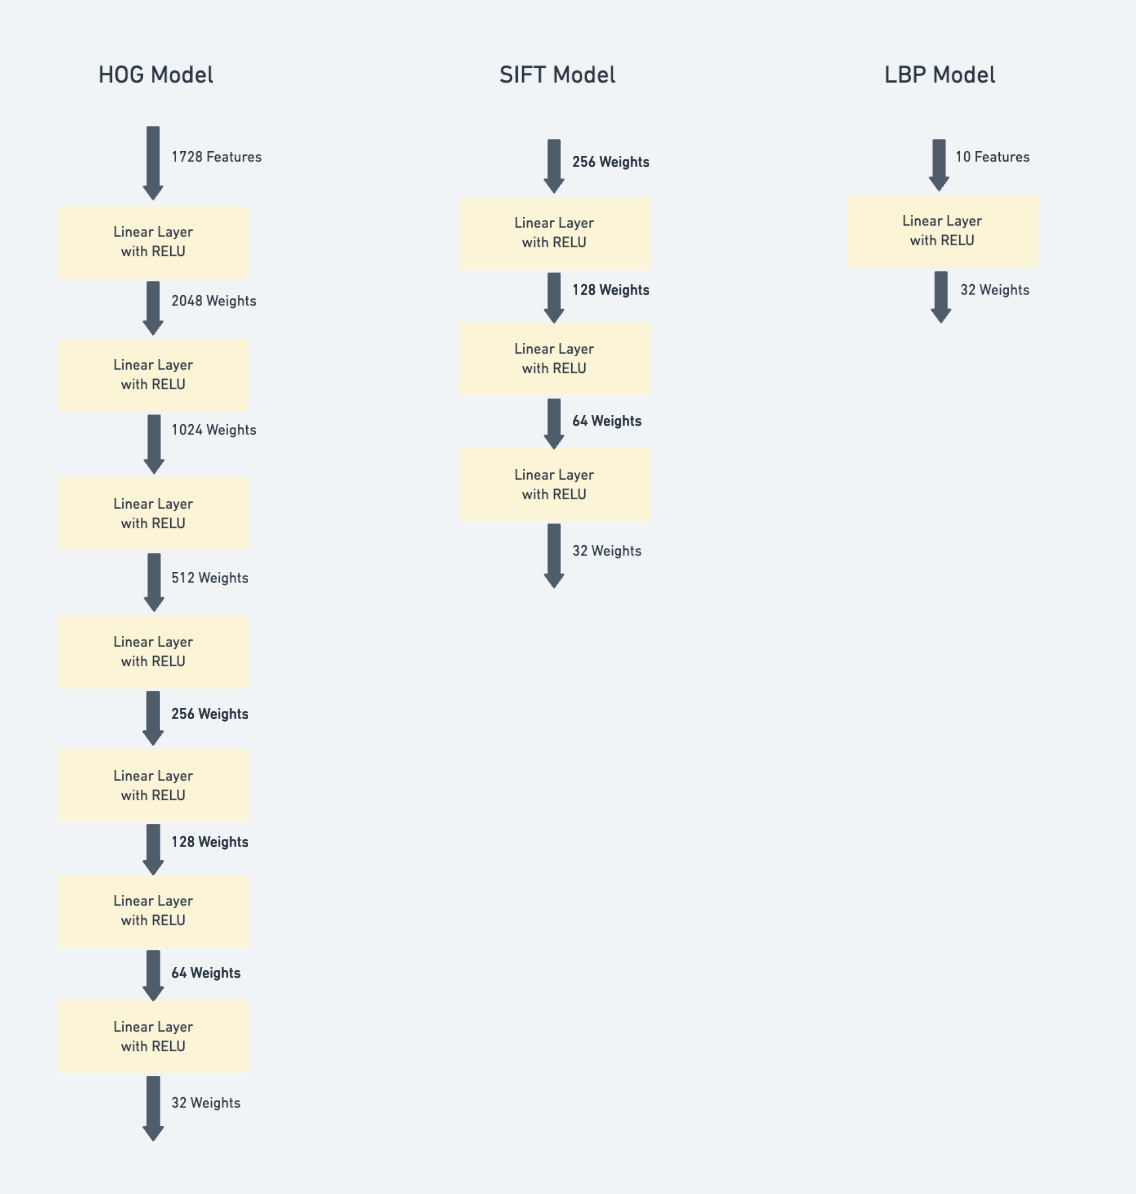 HOG Model
1728 Features
Linear Layer
with RELU
2048 Weights
Linear Layer
with RELU
1024 Weights
Linear Layer
with RELU
512 Weights
Linear Layer
with RELU
256 Weights
Linear Layer
with RELU
128 Weights
Linear Layer
with RELU
64 Weights
Linear Layer
with RELU
32 Weights
SIFT Model
256 Weights
Linear Layer
with RELU
128 Weights
Linear Layer
with RELU
64 Weights
Linear Layer
with RELU
32 Weights
LBP Model
10 Features
Linear Layer
with RELU
32 Weights